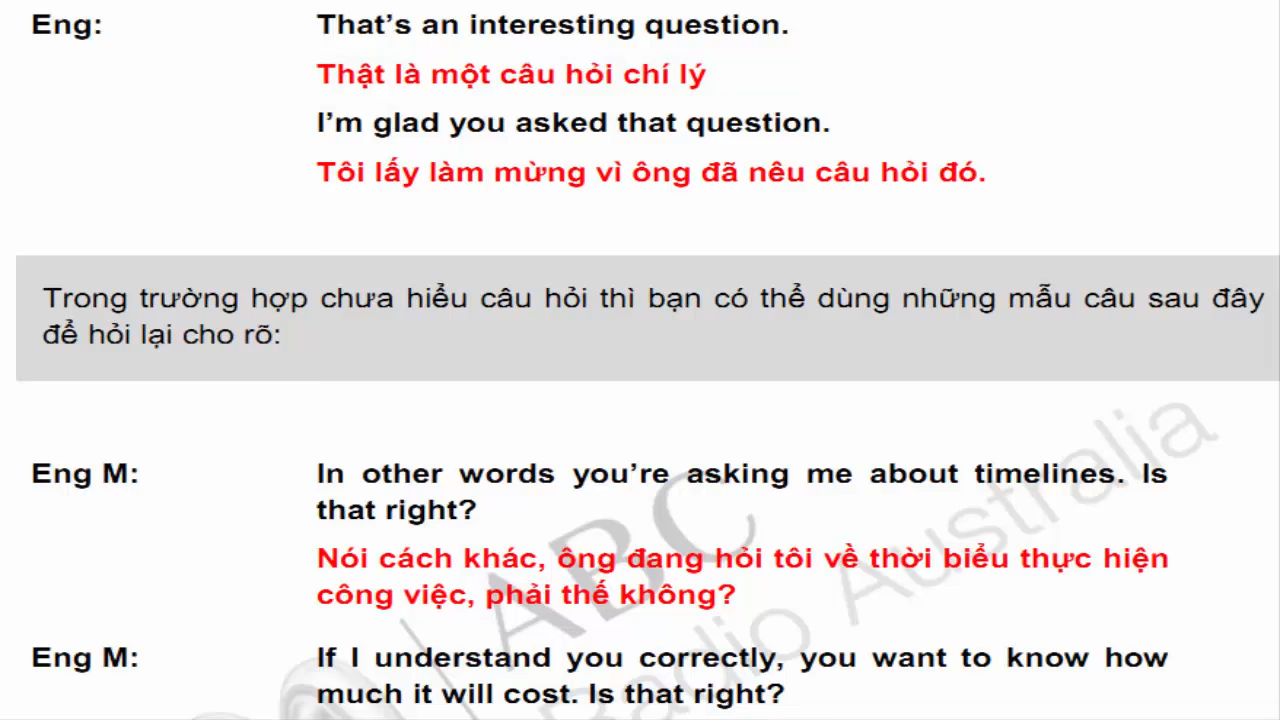 Eng: That’s an interesting question.
Thật là một câu hỏi chí lý
I’m glad you asked that question.
Tôi lấy làm mừng vì ông đã nêu câu hỏi đó.
Trong trường hợp chưa hiểu câu hỏi thì bạn có thể dùng những mẫu câu sau đây
để hỏi lại cho rõ:
Eng M: In other words you’re asking me about timelines. Is
that right?
Nói cách khác, ông đang hỏi tôi về thời biểu thực hiện
công việc, phải thế không?
Eng M: If I understand you correctly, you want to know how
much it will cost. Is that right?
ABC
Radio Australia